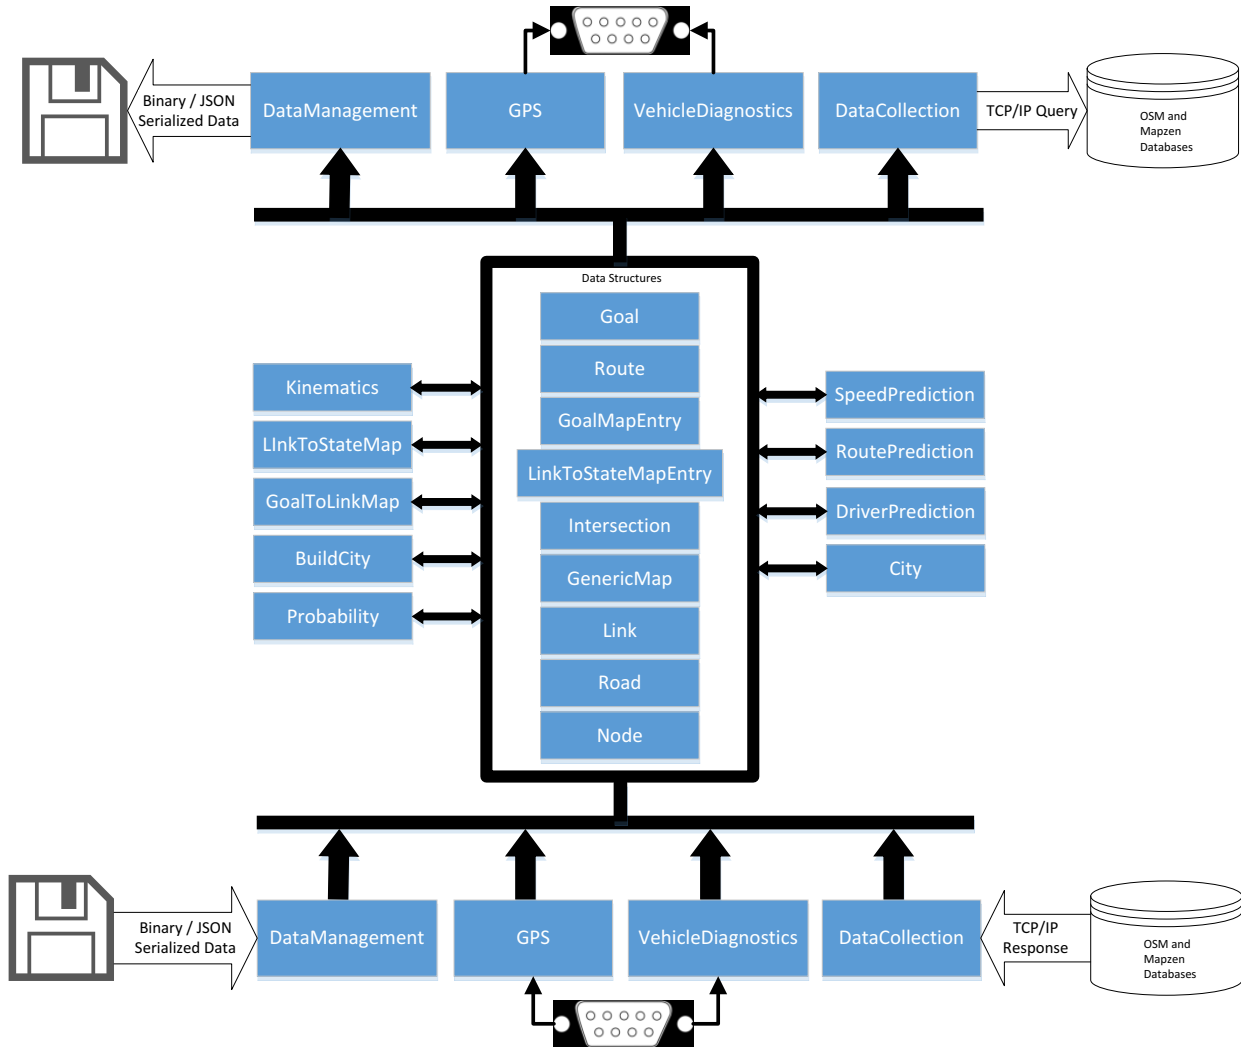 Binary / JSON
Serialized Data
DataManagement
GPS
VehicleDiagnostics
DataCollection
TCP/IP Query
OSM and
Mapzen
Databases
Data Structures
Goal
Route
GoalMapEntry
LinkToStateMapEntry
Intersection
GenericMap
Link
Road
Node
Kinematics
LInkToStateMap
GoalToLinkMap
BuildCity
Probability
SpeedPrediction
RoutePrediction
DriverPrediction
City
Binary / JSON
Serialized Data
DataManagement
GPS
VehicleDiagnostics
DataCollection
TCP/IP
Response
OSM and
Mapzen
Databases